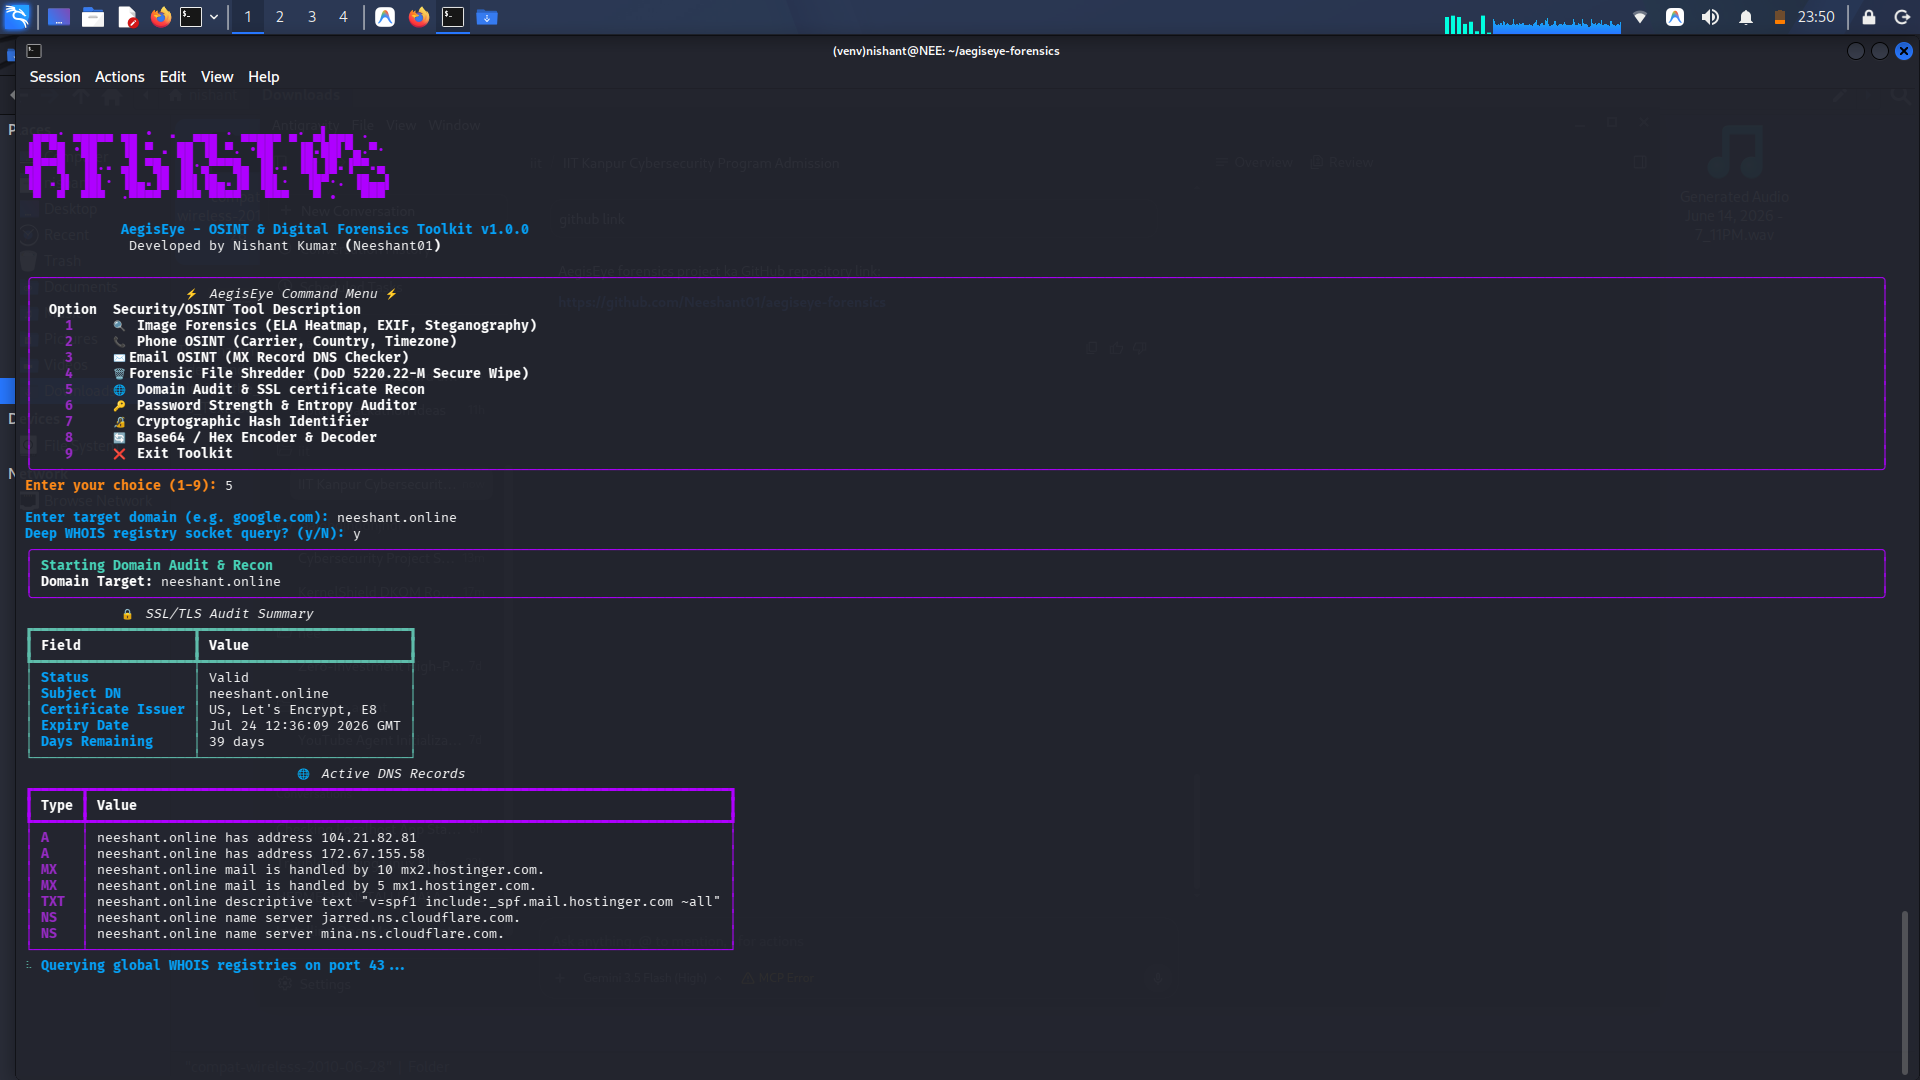 1 2 3 4
23:50
(venv)nishant@NEE: ~/aegiseye-forensics
Session Actions Edit View Help
AegisEye - OSINT & Digital Forensics Toolkit v1.0.0
Developed by Nishant Kumar (Neeshant01)
⚡ AegisEye Command Menu ⚡
Option Security/OSINT Tool Description
1 🔍 Image Forensics (ELA Heatmap, EXIF, Steganography)
2 📞 Phone OSINT (Carrier, Country, Timezone)
3 ✉️ Email OSINT (MX Record DNS Checker)
4 🗑️ Forensic File Shredder (DoD 5220.22-M Secure Wipe)
5 🌐 Domain Audit & SSL certificate Recon
6 🔑 Password Strength & Entropy Auditor
7 Cryptographic Hash Identifier
8 🔄 Base64 / Hex Encoder & Decoder
9 ❌ Exit Toolkit
Enter your choice (1-9): 5
Enter target domain (e.g. google.com): neeshant.online
Deep WHOIS registry socket query? (y/N): y
Starting Domain Audit & Recon
Domain Target: neeshant.online
🔒 SSL/TLS Audit Summary
Field Value
Status Valid
Subject DN neeshant.online
Certificate Issuer US, Let's Encrypt, E8
Expiry Date Jul 24 12:36:09 2026 GMT
Days Remaining 39 days
🌐 Active DNS Records
Type Value
A neeshant.online has address 104.21.82.81
A neeshant.online has address 172.67.155.58
MX neeshant.online mail is handled by 10 mx2.hostinger.com.
MX neeshant.online mail is handled by 5 mx1.hostinger.com.
TXT neeshant.online descriptive text "v=spf1 include:_spf.mail.hostinger.com ~all"
NS neeshant.online name server jarred.ns.cloudflare.com.
NS neeshant.online name server mina.ns.cloudflare.com.
Querying global WHOIS registries on port 43...